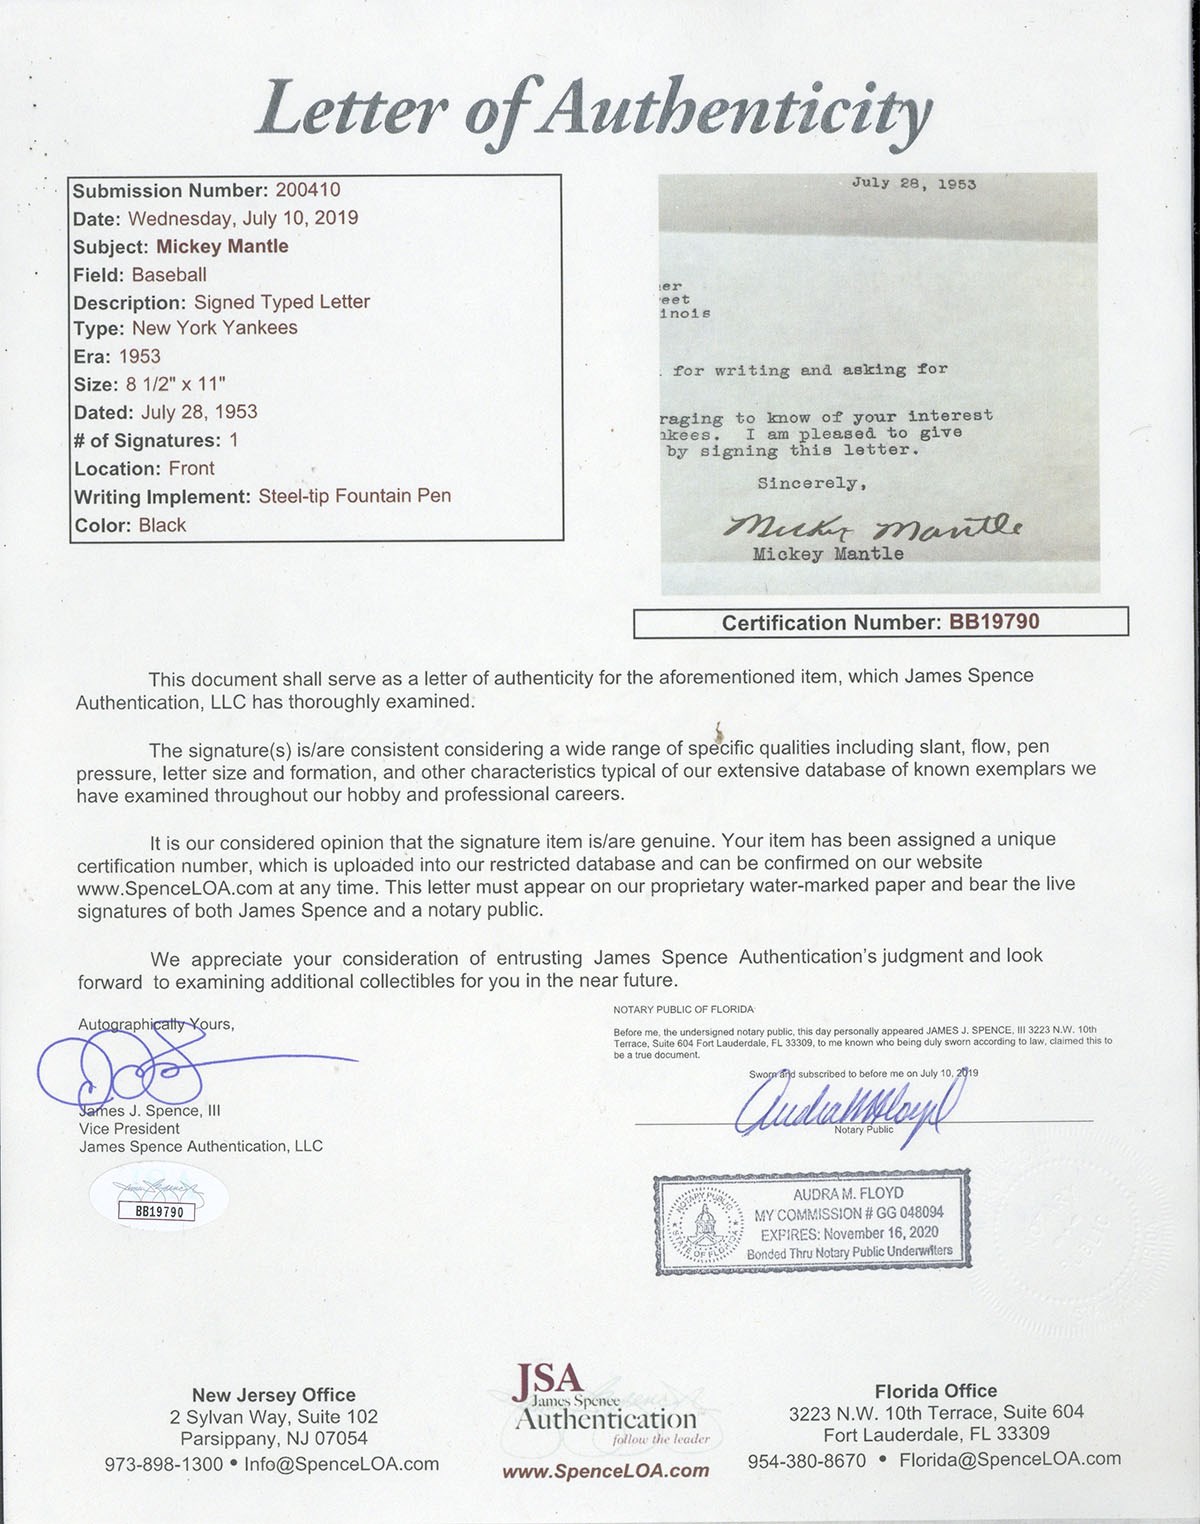 Letter of Authenticity
Submission Number: 200410
Date: Wednesday, July 10, 2019
Subject: Mickey Mantle
Field: Baseball
Description: Signed Typed Letter
Type: New York Yankees
Era: 1953
Size: 8 1/2" x 11"
Dated: July 28, 1953
# of Signatures: 1
Location: Front
Writing Implement: Steel-tip Fountain Pen
Color: Black
July 28, 1953
er
eet
inois
. for writing and asking for
raging to know of your interest
nkees. I am pleased to give
by signing this letter.
Sincerely,
Mickey Mantle
Mickey Mantle
Certification Number: BB19790
This document shall serve as a letter of authenticity for the aforementioned item, which James Spence
Authentication, LLC has thoroughly examined.
The signature(s) is/are consistent considering a wide range of specific qualities including slant, flow, pen
pressure, letter size and formation, and other characteristics typical of our extensive database of known exemplars we
have examined throughout our hobby and professional careers.
It is our considered opinion that the signature item is/are genuine. Your item has been assigned a unique
certification number, which is uploaded into our restricted database and can be confirmed on our website
www.SpenceLOA.com at any time. This letter must appear on our proprietary water-marked paper and bear the live
signatures of both James Spence and a notary public.
We appreciate your consideration of entrusting James Spence Authentication's judgment and look
forward to examining additional collectibles for you in the near future.
Autographically Yours,
James J. Spence, III
Vice President
James Spence Authentication, LLC
BB19790
NOTARY PUBLIC OF FLORIDA
Before me, the undersigned notary public, this day personally appeared JAMES J. SPENCE, III 3223 N.W. 10th
Terrace, Suite 604 Fort Lauderdale, FL 33309, to me known who being duly sworn according to law, claimed this to
be a true document.
Sworn and subscribed to before me on July 10, 2019
Audra M Floyd
Notary Public
NOTARY PUBLIC
STATE OF FLORIDA
AUDRA M. FLOYD
MY COMMISSION # GG 048094
EXPIRES: November 16, 2020
Bonded Thru Notary Public Underwriters
New Jersey Office
2 Sylvan Way, Suite 102
Parsippany, NJ 07054
973-898-1300 • Info@SpenceLOA.com
JSA
James Spence
Authentication
follow the leader
www.SpenceLOA.com
Florida Office
3223 N.W. 10th Terrace, Suite 604
Fort Lauderdale, FL 33309
954-380-8670 • Florida@SpenceLOA.com